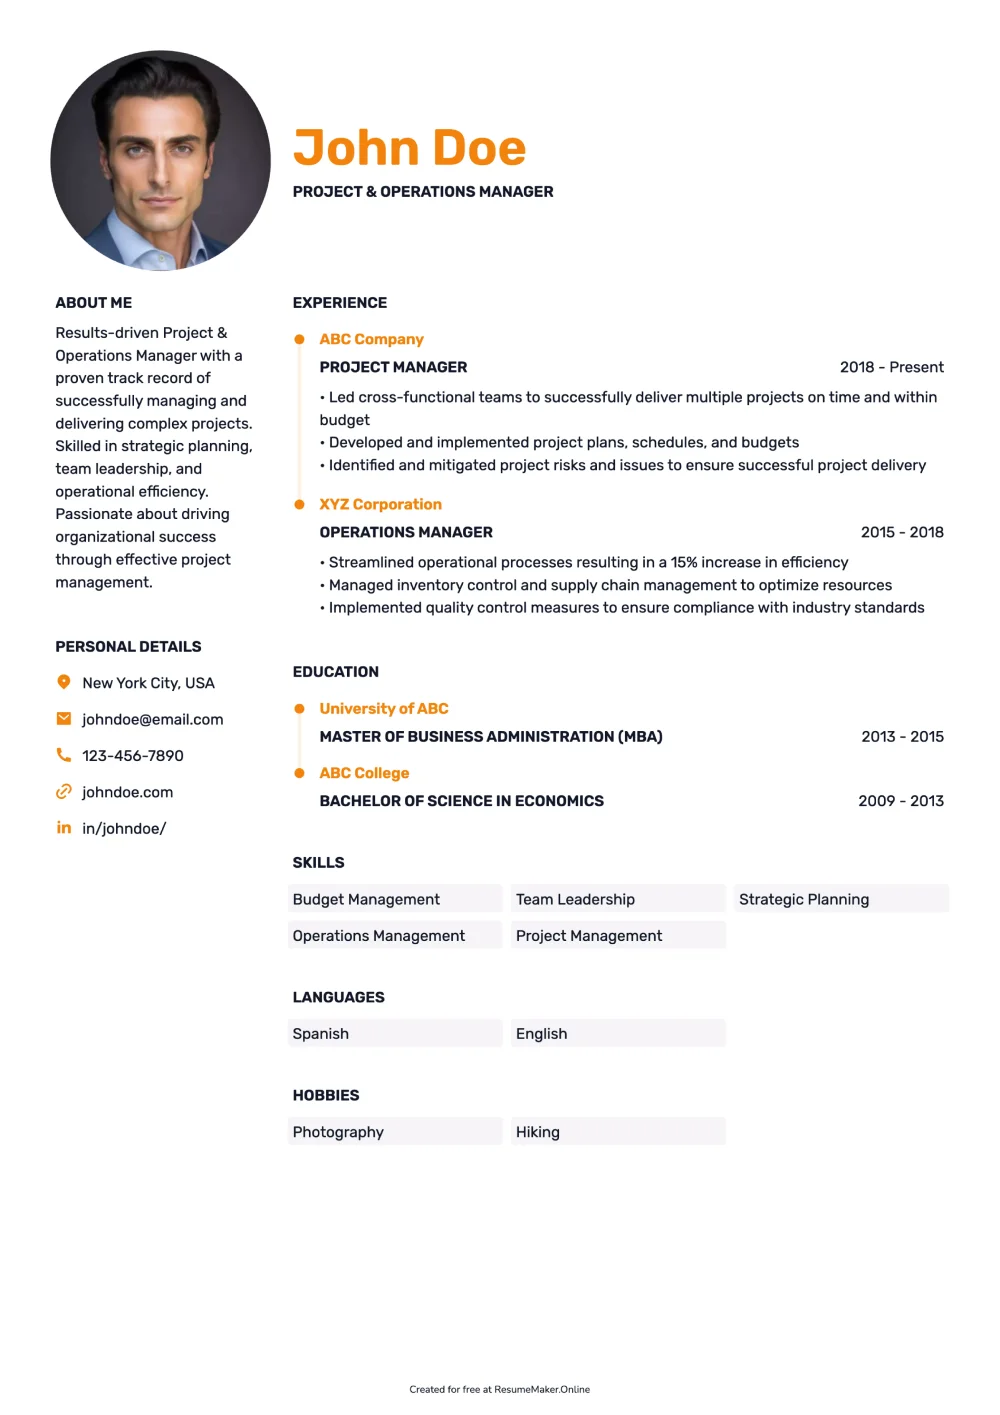 John Doe
PROJECT & OPERATIONS MANAGER
ABOUT ME
Results-driven Project &
Operations Manager with a
proven track record of
successfully managing and
delivering complex projects.
Skilled in strategic planning,
team leadership, and
operational efficiency.
Passionate about driving
organizational success
through effective project
management.
PERSONAL DETAILS
New York City, USA
johndoe@email.com
123-456-7890
johndoe.com
in in/johndoe/
EXPERIENCE
ABC Company
PROJECT MANAGER 2018 - Present
• Led cross-functional teams to successfully deliver multiple projects on time and within
budget
• Developed and implemented project plans, schedules, and budgets
• Identified and mitigated project risks and issues to ensure successful project delivery
XYZ Corporation
OPERATIONS MANAGER 2015 - 2018
• Streamlined operational processes resulting in a 15% increase in efficiency
• Managed inventory control and supply chain management to optimize resources
• Implemented quality control measures to ensure compliance with industry standards
EDUCATION
University of ABC
MASTER OF BUSINESS ADMINISTRATION (MBA) 2013 - 2015
ABC College
BACHELOR OF SCIENCE IN ECONOMICS 2009 - 2013
SKILLS
Budget Management Team Leadership Strategic Planning
Operations Management Project Management
LANGUAGES
Spanish English
HOBBIES
Photography Hiking
Created for free at ResumeMaker.Online